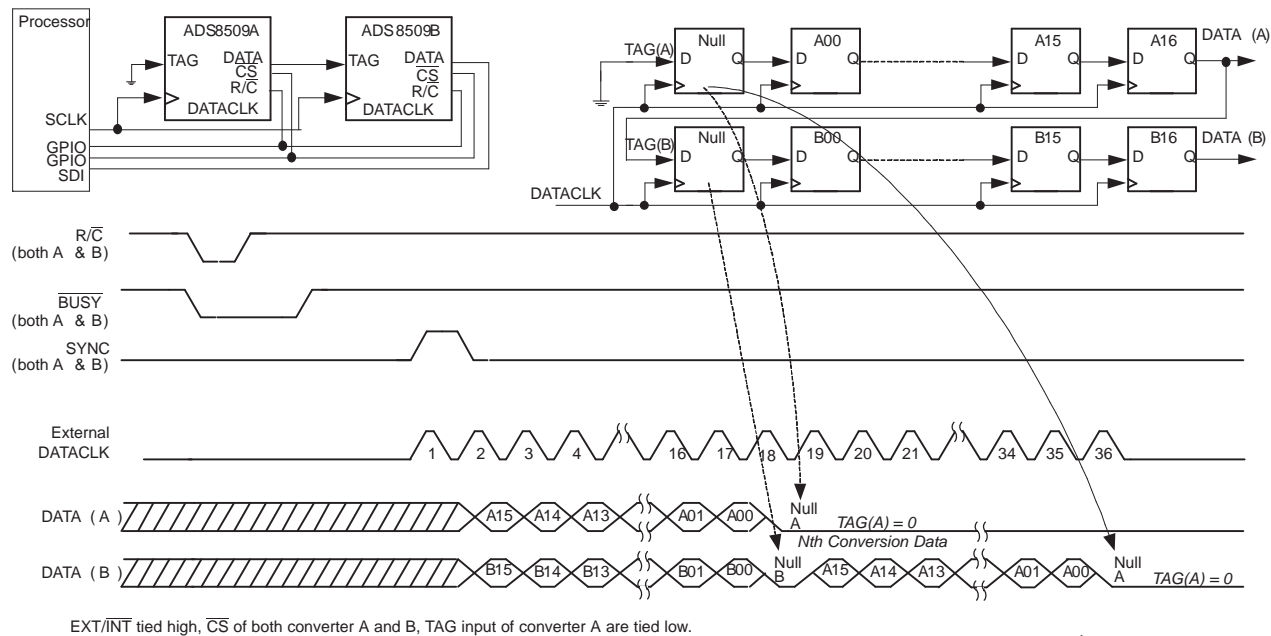 Processor
ADS8509A
TAG
DATA
CS
R/C
DATACLK
ADS8509B
TAG
DATA
CS
R/C
DATACLK
SCLK
GPIO
GPIO
SDI
TAG(A)
Null
D
Q
A00
D
Q
A15
D
Q
A16
D
Q
DATA (A)
TAG(B)
Null
D
Q
B00
D
Q
B15
D
Q
B16
D
Q
DATA (B)
DATACLK
R/C
(both A & B)
BUSY
(both A & B)
SYNC
(both A & B)
External
DATACLK
1 2 3 4 16 17 18 19 20 21 34 35 36
DATA ( A )
A15 A14 A13 A01 A00
Null
A
TAG(A) = 0
Nth Conversion Data
DATA ( B )
B15 B14 B13 B01 B00
Null
B
A15 A14 A13 A01 A00
Null
A
TAG(A) = 0
EXT/INT tied high, CS of both converter A and B, TAG input of converter A are tied low.